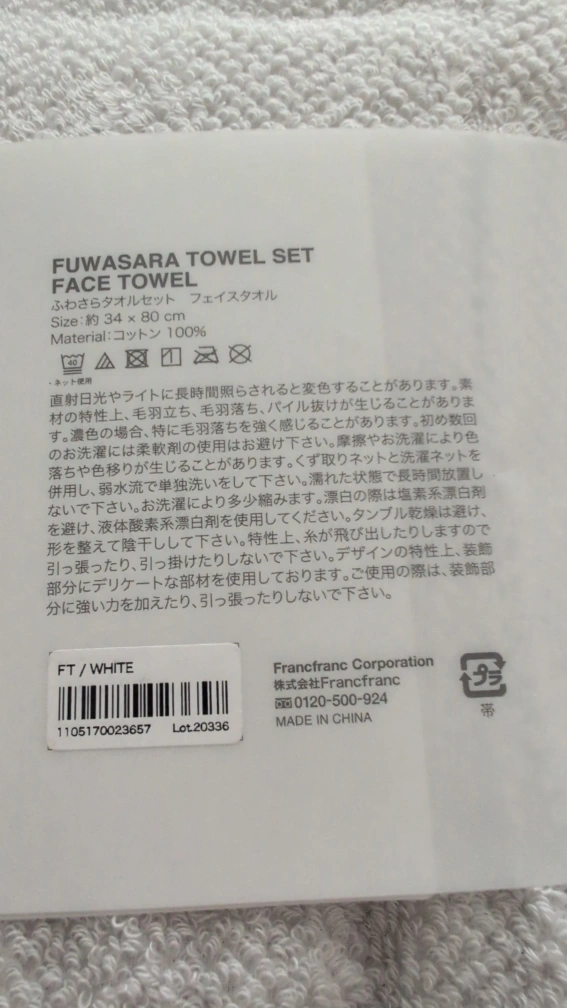 FUWASARA TOWEL SET
FACE TOWEL
ふわさらタオルセット　フェイスタオル
Size:約 34 × 80 cm
Material:コットン 100%
40
・ネット使用
直射日光やライトに長時間照らされると変色することがあります。素
材の特性上、毛羽立ち、毛羽落ち、パイル抜けが生じることがありま
す。濃色の場合、特に毛羽落ちを強く感じることがあります。初め数回
のお洗濯には柔軟剤の使用はお避け下さい。摩擦やお洗濯により色
落ちや色移りが生じることがあります。くず取りネットと洗濯ネットを
併用し、弱水流で単独洗いをして下さい。濡れた状態で長時間放置し
ないで下さい。お洗濯により多少縮みます。漂白の際は塩素系漂白剤
を避け、液体酸素系漂白剤を使用してください。タンブル乾燥は避け、
形を整えて陰干しして下さい。特性上、糸が飛び出したりしますので
引っ張ったり、引っ掛けたりしないで下さい。デザインの特性上、装飾
部分にデリケートな部材を使用しております。ご使用の際は、装飾部
分に強い力を加えたり、引っ張ったりしないで下さい。
FT / WHITE
1105170023657 Lot.20336
Francfranc Corporation
株式会社Francfranc
0120-500-924
MADE IN CHINA
プラ
帯